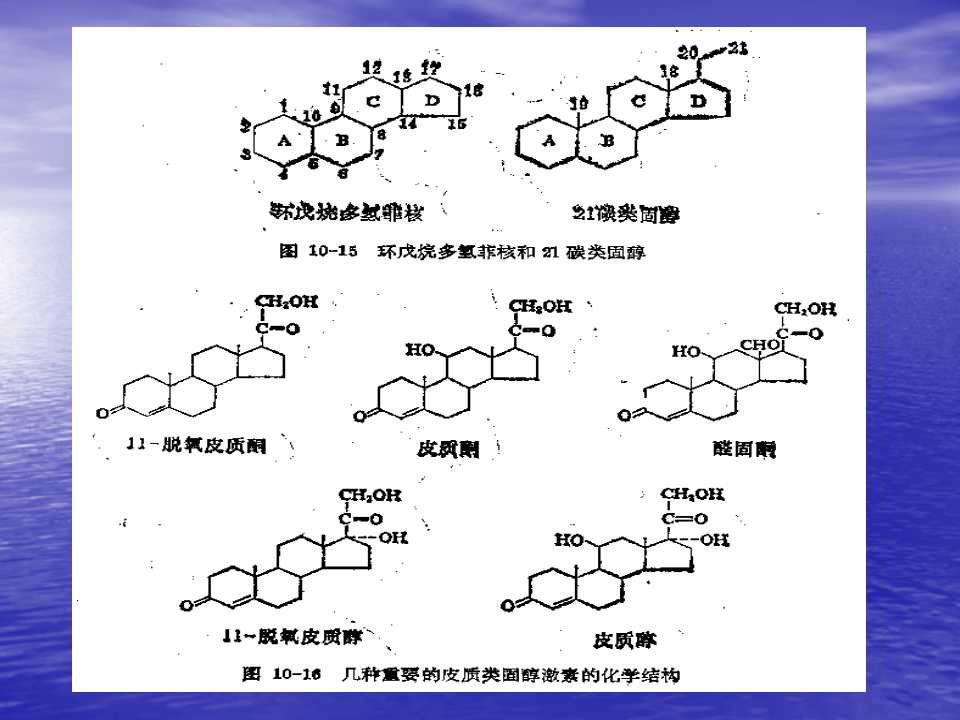 12 17
11 13 16
C D
1 9
2 10 14 15
A B 8
3 5 7
4 6
环戊烷多氢菲核
20 21
18
19 C D
A B
21碳类固醇
图 10-15 环戊烷多氢菲核和 21 碳类固醇
CH₂OH
C=O
O
11-脱氧皮质酮
CH₂OH
C=O
HO
O
皮质酮
CH₂OH
C=O
HO CHO
O
醛固酮
CH₂OH
C=O
OH
O
11-脱氧皮质醇
CH₂OH
C=O
HO OH
O
皮质醇
图 10-16 几种重要的皮质类固醇激素的化学结构